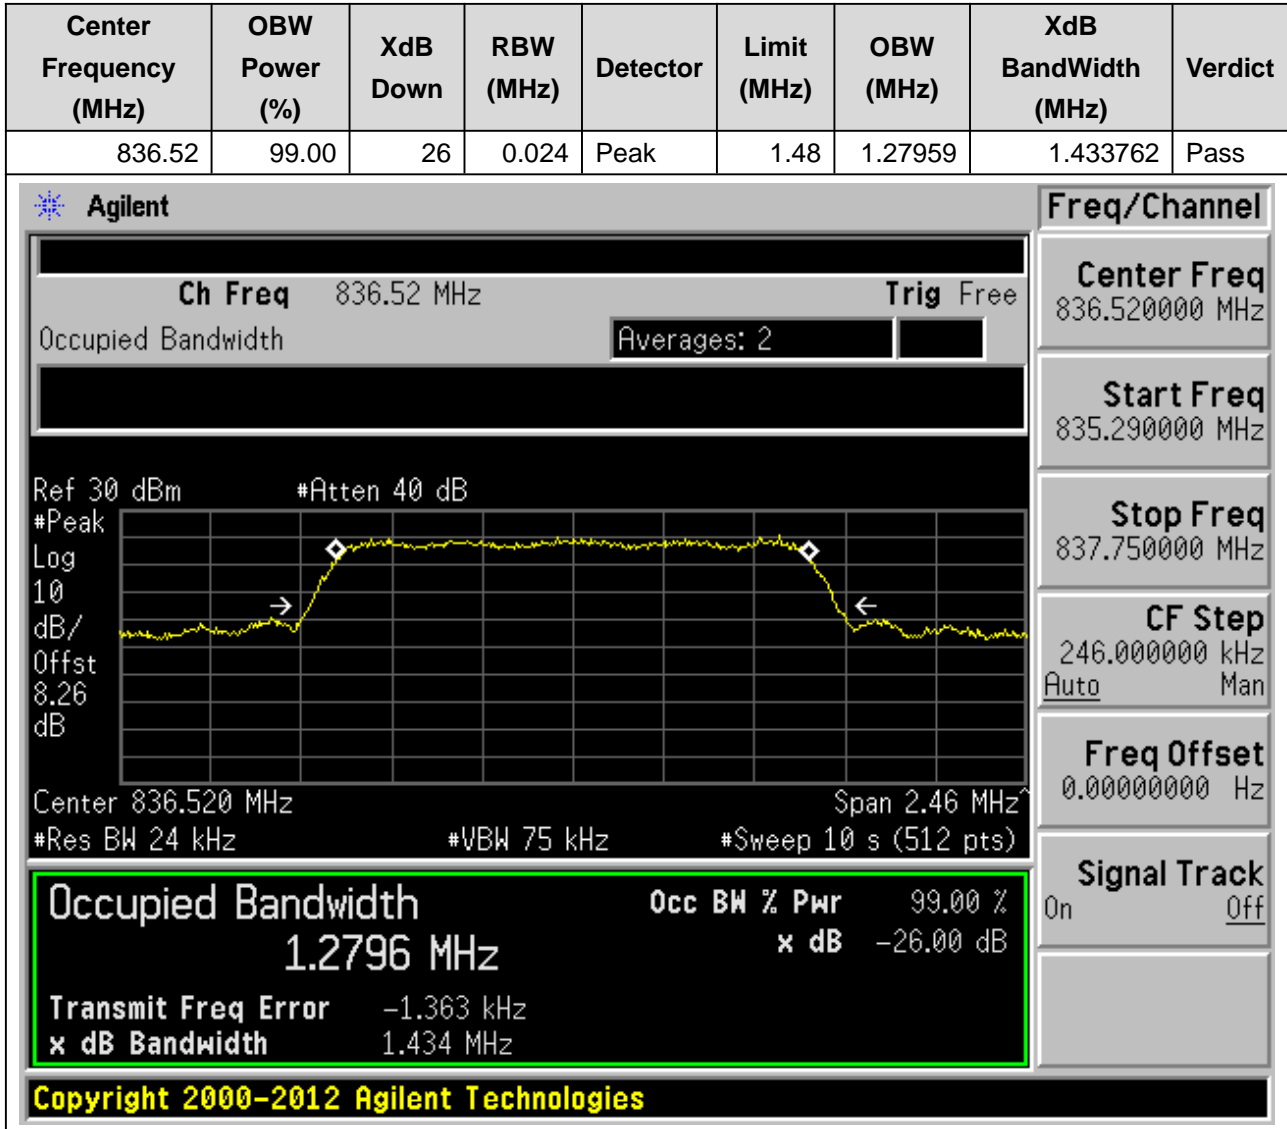 Center Frequency (MHz) OBW Power (%) XdB Down RBW (MHz) Detector Limit (MHz) OBW (MHz) XdB BandWidth (MHz) Verdict
836.52 99.00 26 0.024 Peak 1.48 1.27959 1.433762 Pass
Agilent
Ch Freq 836.52 MHz Trig Free
Occupied Bandwidth Averages: 2
Ref 30 dBm #Atten 40 dB
#Peak
Log
10
dB/
Offst
8.26
dB
Center 836.520 MHz Span 2.46 MHz^
#Res BW 24 kHz #VBW 75 kHz #Sweep 10 s (512 pts)
Occupied Bandwidth Occ BW % Pwr 99.00 %
1.2796 MHz x dB -26.00 dB
Transmit Freq Error -1.363 kHz
x dB Bandwidth 1.434 MHz
Copyright 2000-2012 Agilent Technologies
Freq/Channel
Center Freq
836.520000 MHz
Start Freq
835.290000 MHz
Stop Freq
837.750000 MHz
CF Step
246.000000 kHz
Auto Man
Freq Offset
0.00000000 Hz
Signal Track
On Off